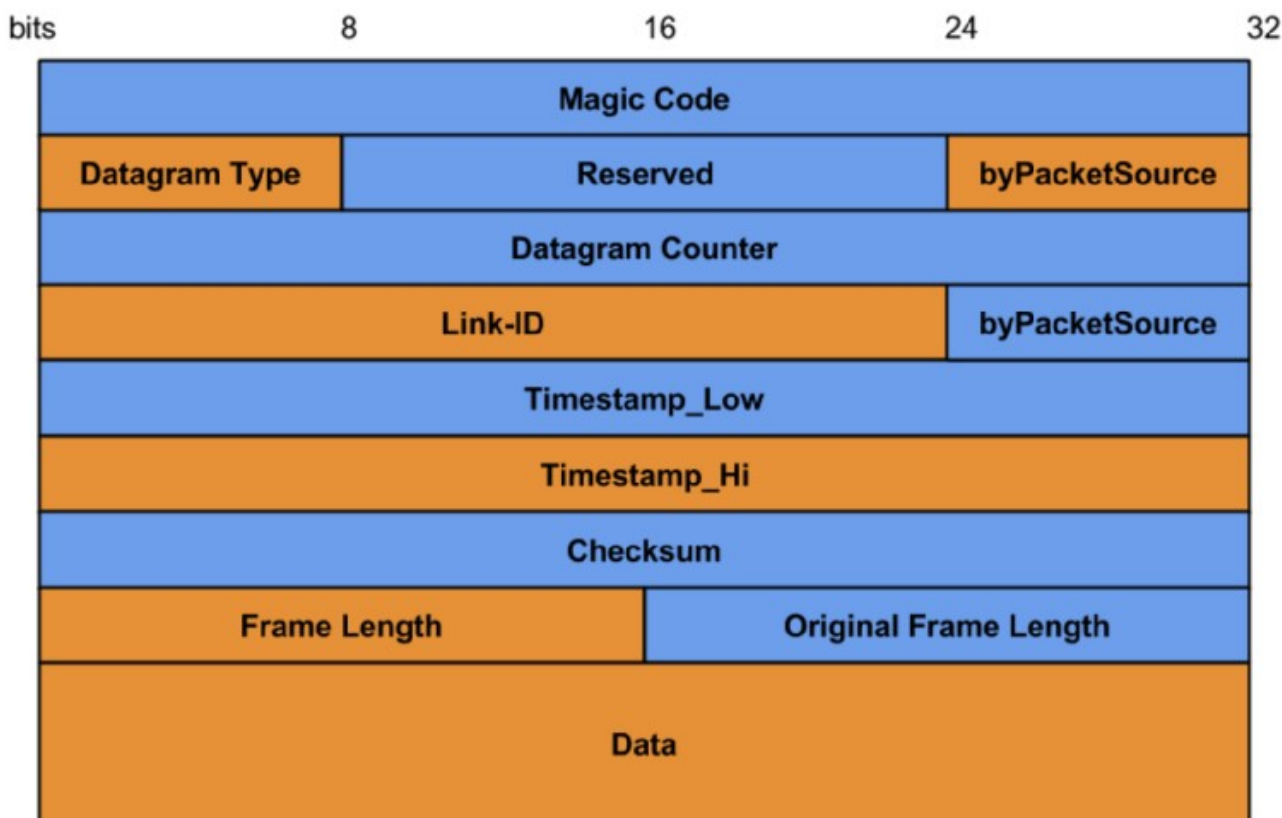 bits 8 16 24 32
Magic Code
Datagram Type Reserved byPacketSource
Datagram Counter
Link-ID byPacketSource
Timestamp_Low
Timestamp_Hi
Checksum
Frame Length Original Frame Length
Data